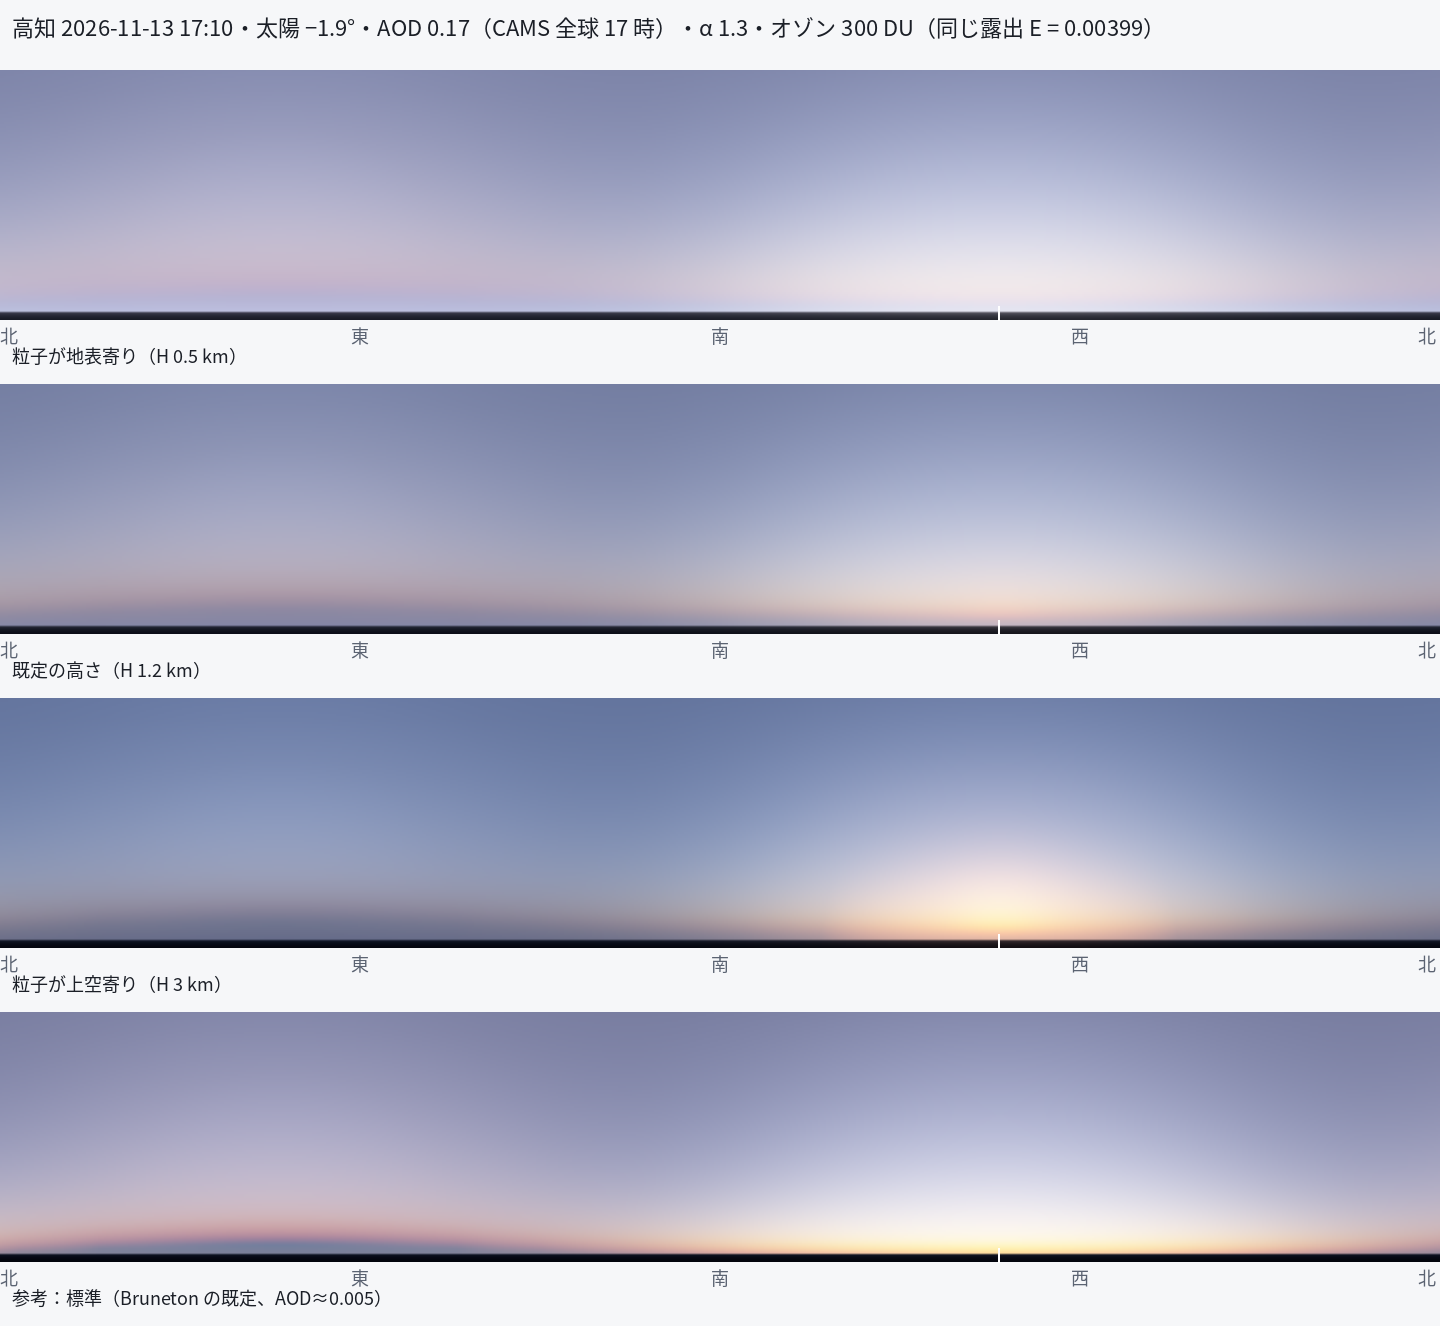 高知 2026-11-13 17:10・太陽 −1.9°・AOD 0.17（CAMS 全球 17 時）・α 1.3・オゾン 300 DU（同じ露出 E = 0.00399）
北 東 南 西 北
粒子が地表寄り（H 0.5 km）
北 東 南 西 北
既定の高さ（H 1.2 km）
北 東 南 西 北
粒子が上空寄り（H 3 km）
北 東 南 西 北
参考：標準（Bruneton の既定、AOD≈0.005）